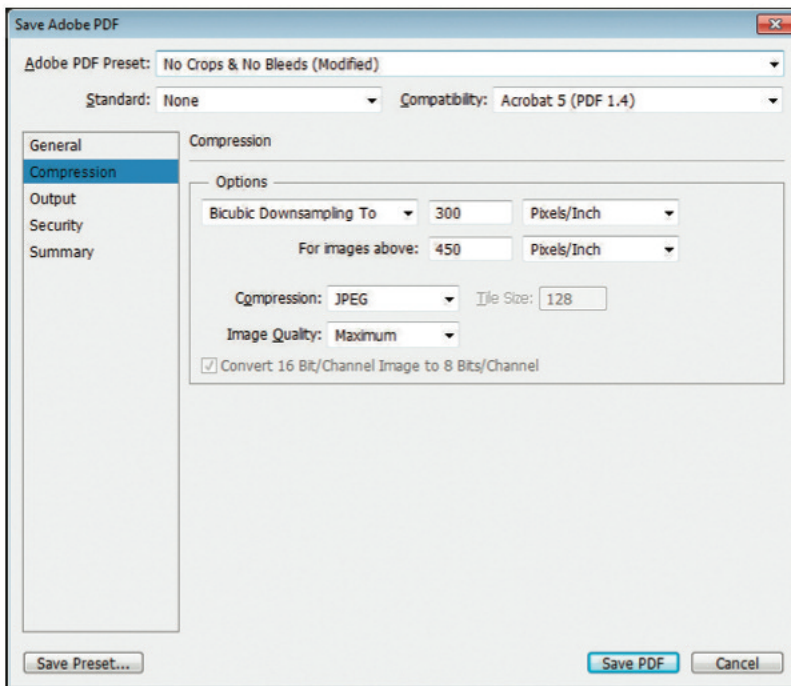 Save Adobe PDF
Adobe PDF Preset: No Crops & No Bleeds (Modified)
Standard: None Compatibility: Acrobat 5 (PDF 1.4)
General
Compression
Output
Security
Summary
Compression
Options
Bicubic Downsampling To 300 Pixels/Inch
For images above: 450 Pixels/Inch
Compression: JPEG Tile Size: 128
Image Quality: Maximum
Convert 16 Bit/Channel Image to 8 Bits/Channel
Save Preset... Save PDF Cancel